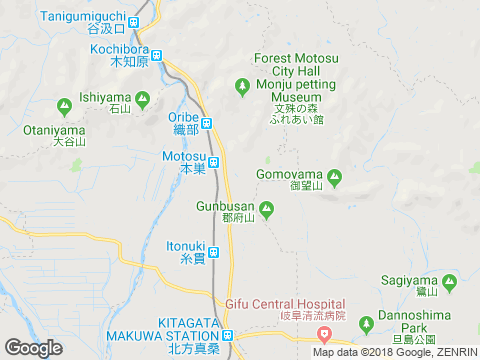 Tanigumiguchi
谷汲口
Kochibora
木知原
Forest Motosu
City Hall
Monju petting
Museum
文殊の森
ふれあい館
Ishiyama
石山
Oribe
織部
Otaniyama
大谷山
Motosu
本巣
Gomoyama
御望山
Gunbusan
郡府山
Itonuki
糸貫
Sagiyama
鷺山
Gifu Central Hospital
岐阜清流病院
Dannoshima
Park
旦島公園
KITAGATA
MAKUWA STATION
北方真桑
Google
Map data ©2018 Google, ZENRIN